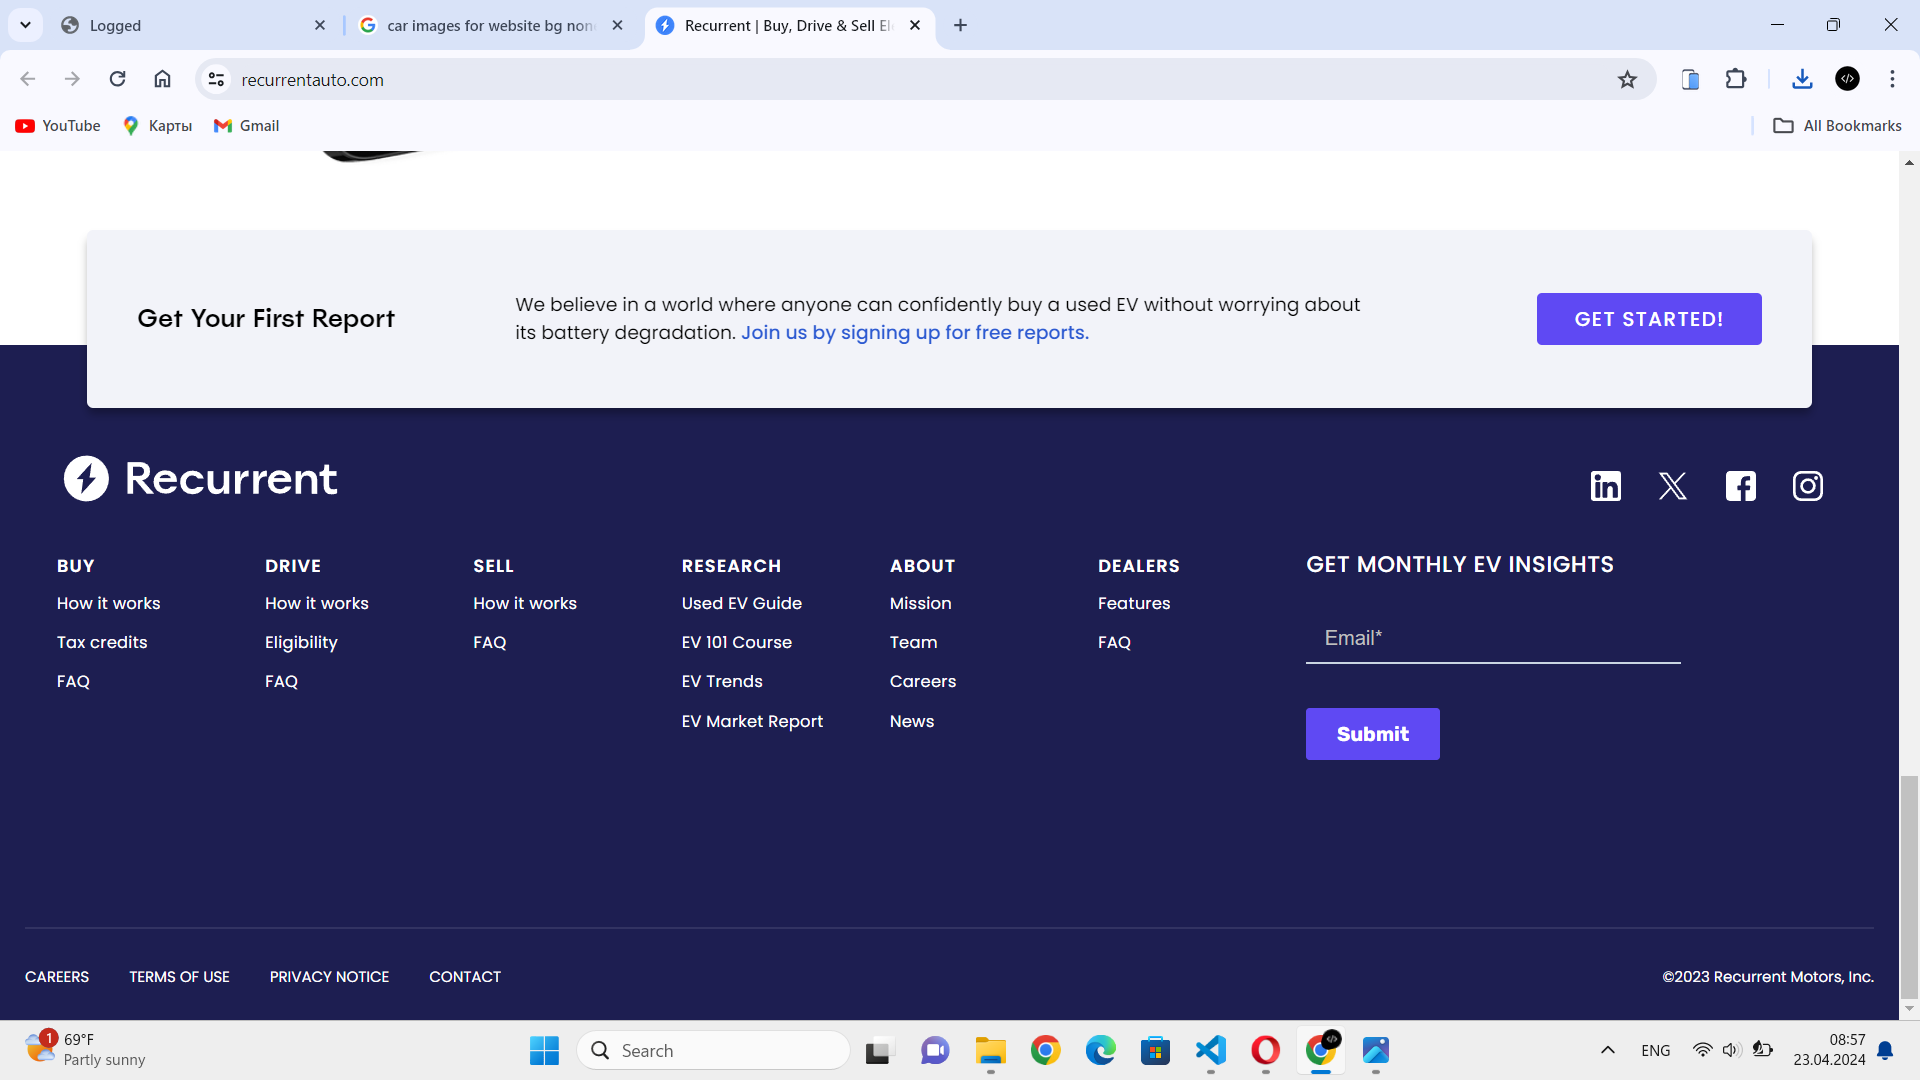 Logged
car images for website bg non
Recurrent | Buy, Drive & Sell El
recurrentauto.com
YouTube
Карты
Gmail
All Bookmarks
Get Your First Report
We believe in a world where anyone can confidently buy a used EV without worrying about
its battery degradation. Join us by signing up for free reports.
GET STARTED!
Recurrent
BUY
How it works
Tax credits
FAQ
DRIVE
How it works
Eligibility
FAQ
SELL
How it works
FAQ
RESEARCH
Used EV Guide
EV 101 Course
EV Trends
EV Market Report
ABOUT
Mission
Team
Careers
News
DEALERS
Features
FAQ
GET MONTHLY EV INSIGHTS
Email*
Submit
CAREERS
TERMS OF USE
PRIVACY NOTICE
CONTACT
©2023 Recurrent Motors, Inc.
1
69°F
Partly sunny
Search
ENG
08:57
23.04.2024